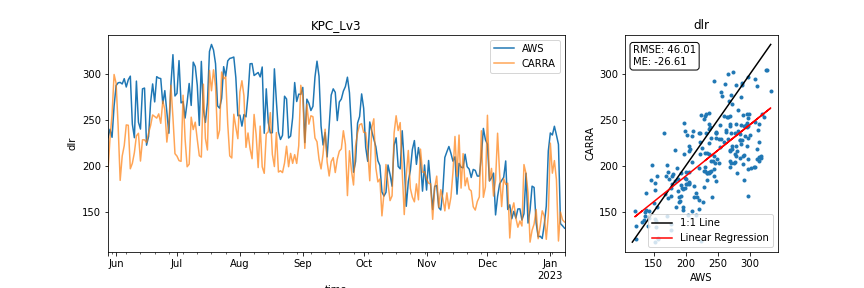 KPC_Lv3
dlr
AWS
CARRA
300
250
200
150
dlr
Jun
Jul
Aug
Sep
Oct
Nov
Dec
Jan
2023
time
dlr
RMSE: 46.01
ME: -26.61
300
250
200
150
CARRA
1:1 Line
Linear Regression
150
200
250
300
AWS